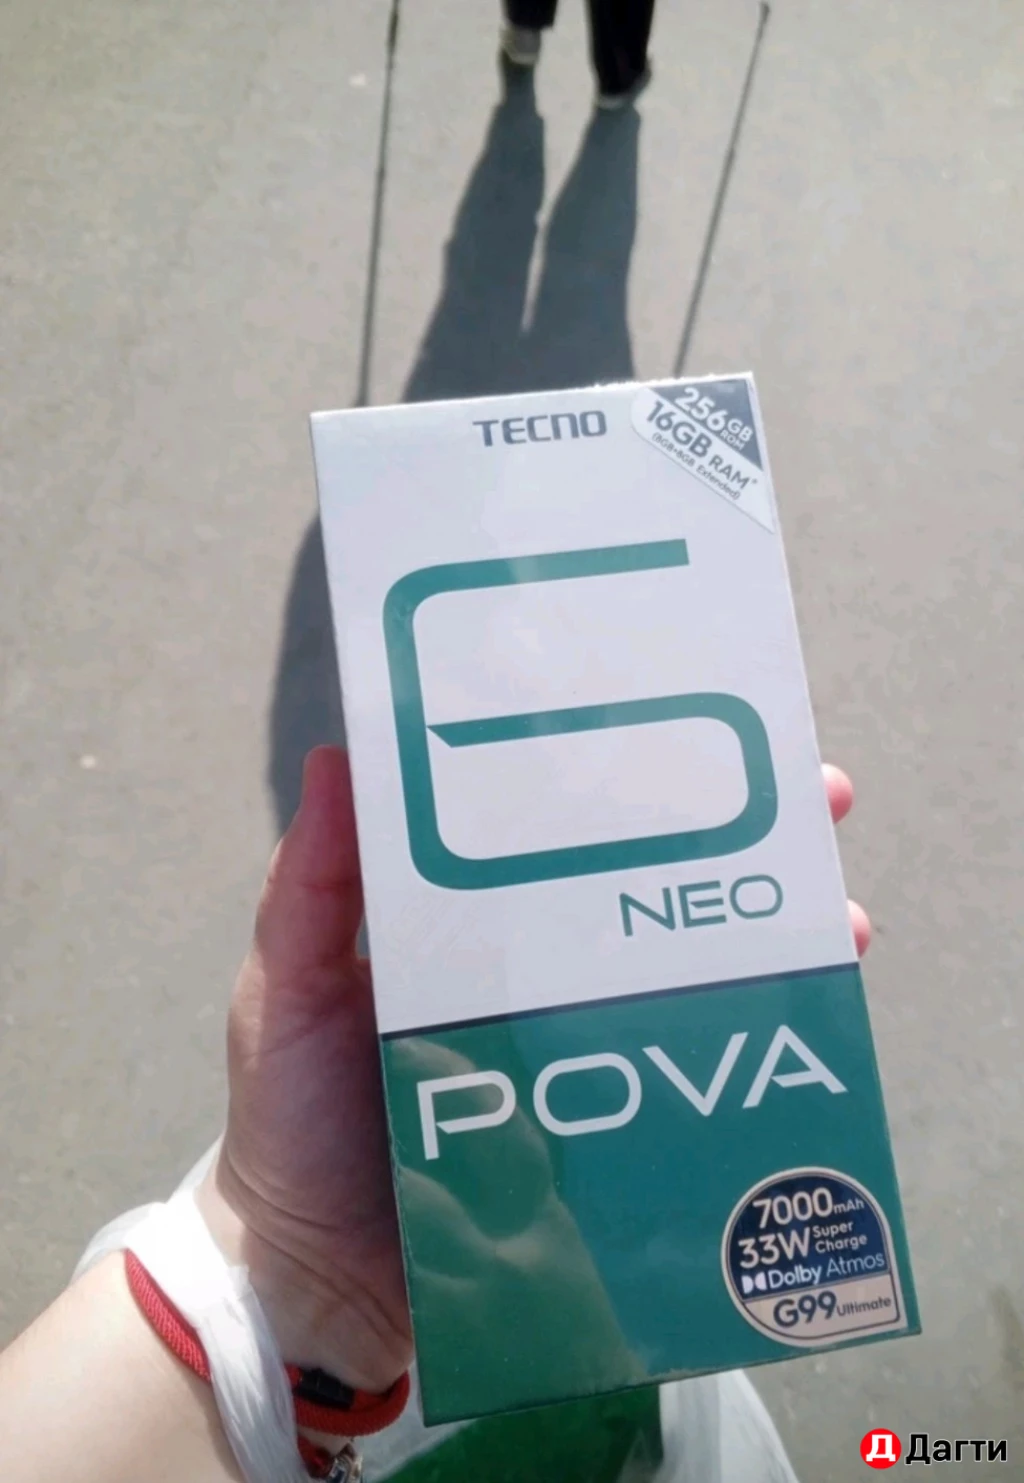 TECNO
256GB ROM
16GB RAM*
(8GB+8GB Extended)
6
NEO
POVA
7000mAh
33W Super Charge
Dolby Atmos
G99 Ultimate
Дагти